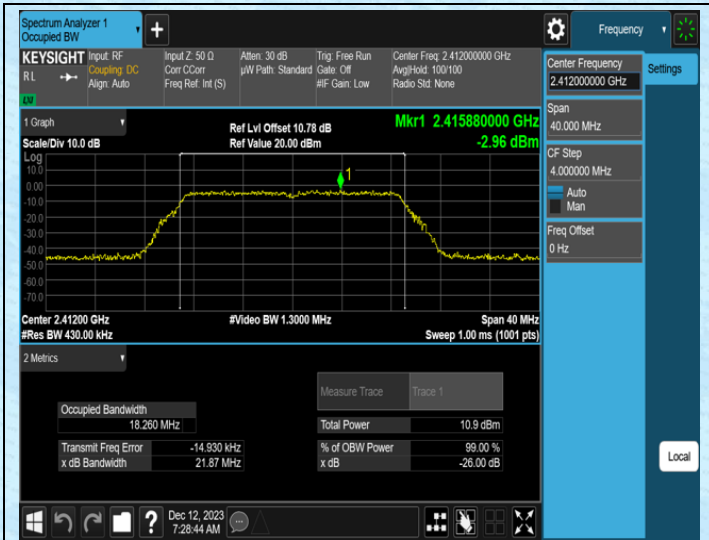 Spectrum Analyzer 1
Occupied BW
Frequency
KEYSIGHT
RL
LXI
Input: RF
Coupling: DC
Align: Auto
Input Z: 50 Ω
Corr CCorr
Freq Ref: Int (S)
Atten: 30 dB
µW Path: Standard
Trig: Free Run
Gate: Off
#IF Gain: Low
Center Freq: 2.412000000 GHz
Avg|Hold: 100/100
Radio Std: None
1 Graph
Scale/Div 10.0 dB
Ref Lvl Offset 10.78 dB
Ref Value 20.00 dBm
Mkr1 2.415880000 GHz
-2.96 dBm
Log
10.0
0.00
-10.0
-20.0
-30.0
-40.0
-50.0
-60.0
-70.0
1
Center 2.41200 GHz
#Res BW 430.00 kHz
#Video BW 1.3000 MHz
Span 40 MHz
Sweep 1.00 ms (1001 pts)
2 Metrics
Measure Trace Trace 1
Occupied Bandwidth
18.260 MHz
Total Power 10.9 dBm
Transmit Freq Error -14.930 kHz
% of OBW Power 99.00 %
x dB Bandwidth 21.87 MHz
x dB -26.00 dB
Center Frequency
2.412000000 GHz
Settings
Span
40.000 MHz
CF Step
4.000000 MHz
Auto
Man
Freq Offset
0 Hz
Local
?
Dec 12, 2023
7:28:44 AM